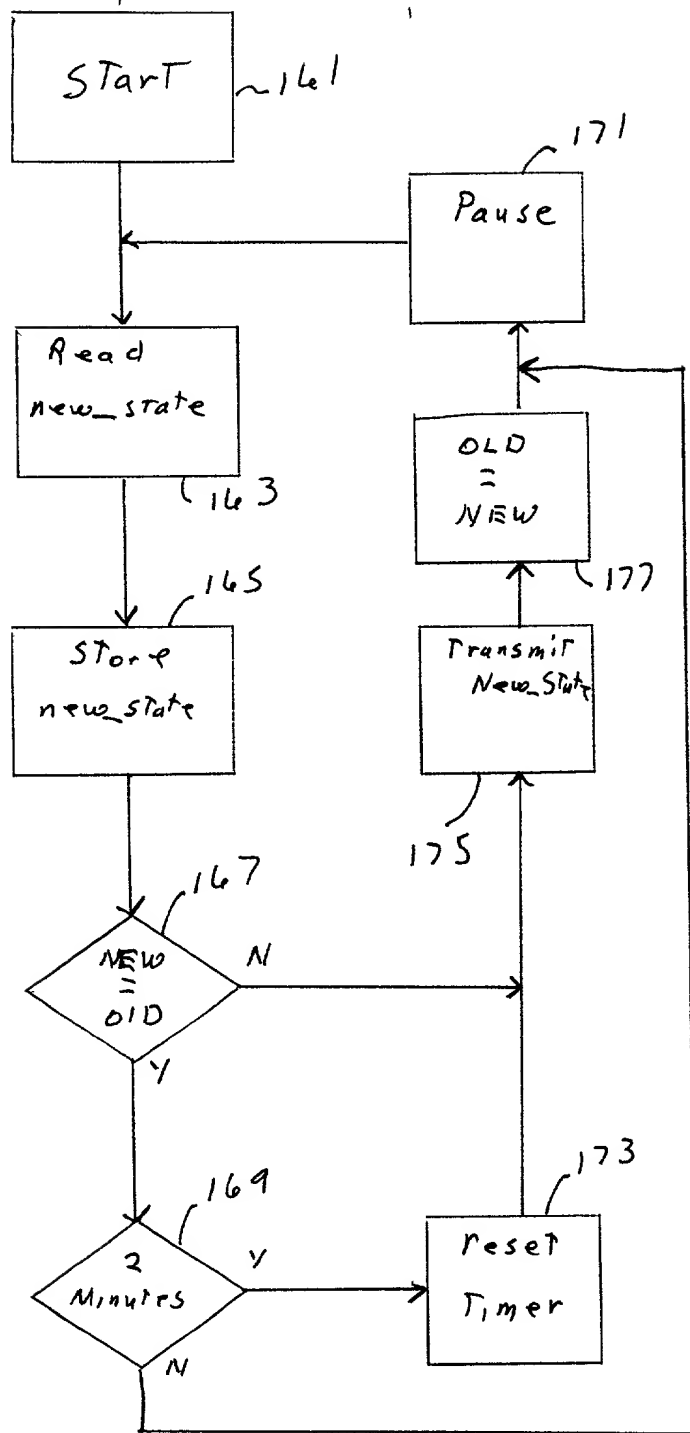 START
161
171
Pause
Read
new_state
163
OLD
=
NEW
177
165
Store
new_state
Transmit
New_State
175
167
NEW
=
OLD
N
Y
169
2
Minutes
Y
N
173
reset
Timer